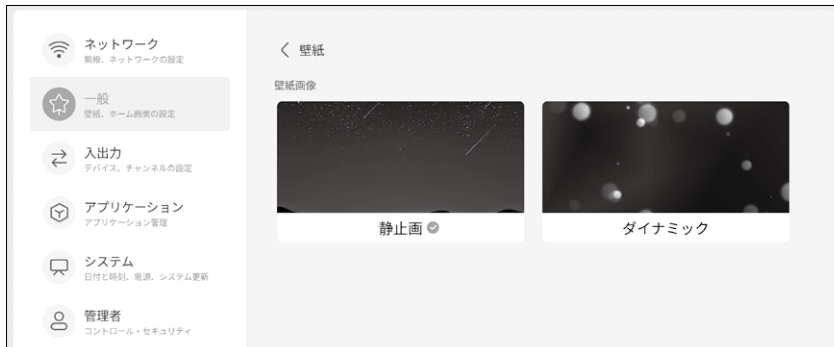 ネットワーク
無線、ネットワークの設定
一般
壁紙、ホーム画面の設定
入出力
デバイス、チャンネルの設定
アプリケーション
アプリケーション管理
システム
日付と時刻、電源、システム更新
管理者
コントロール・セキュリティ
壁紙
壁紙画像
静止画
ダイナミック